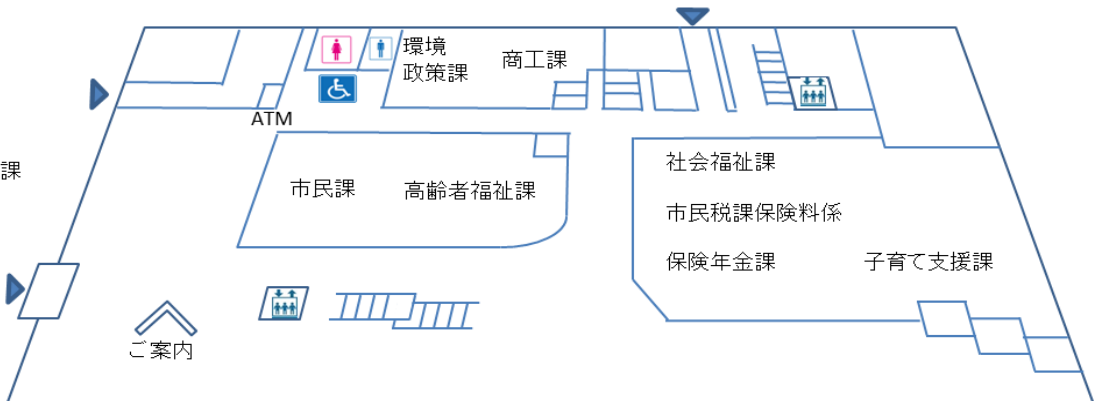 環境
政策課
商工課
ATM
課
市民課
高齢者福祉課
社会福祉課
市民税課保険料係
保険年金課
子育て支援課
ご案内